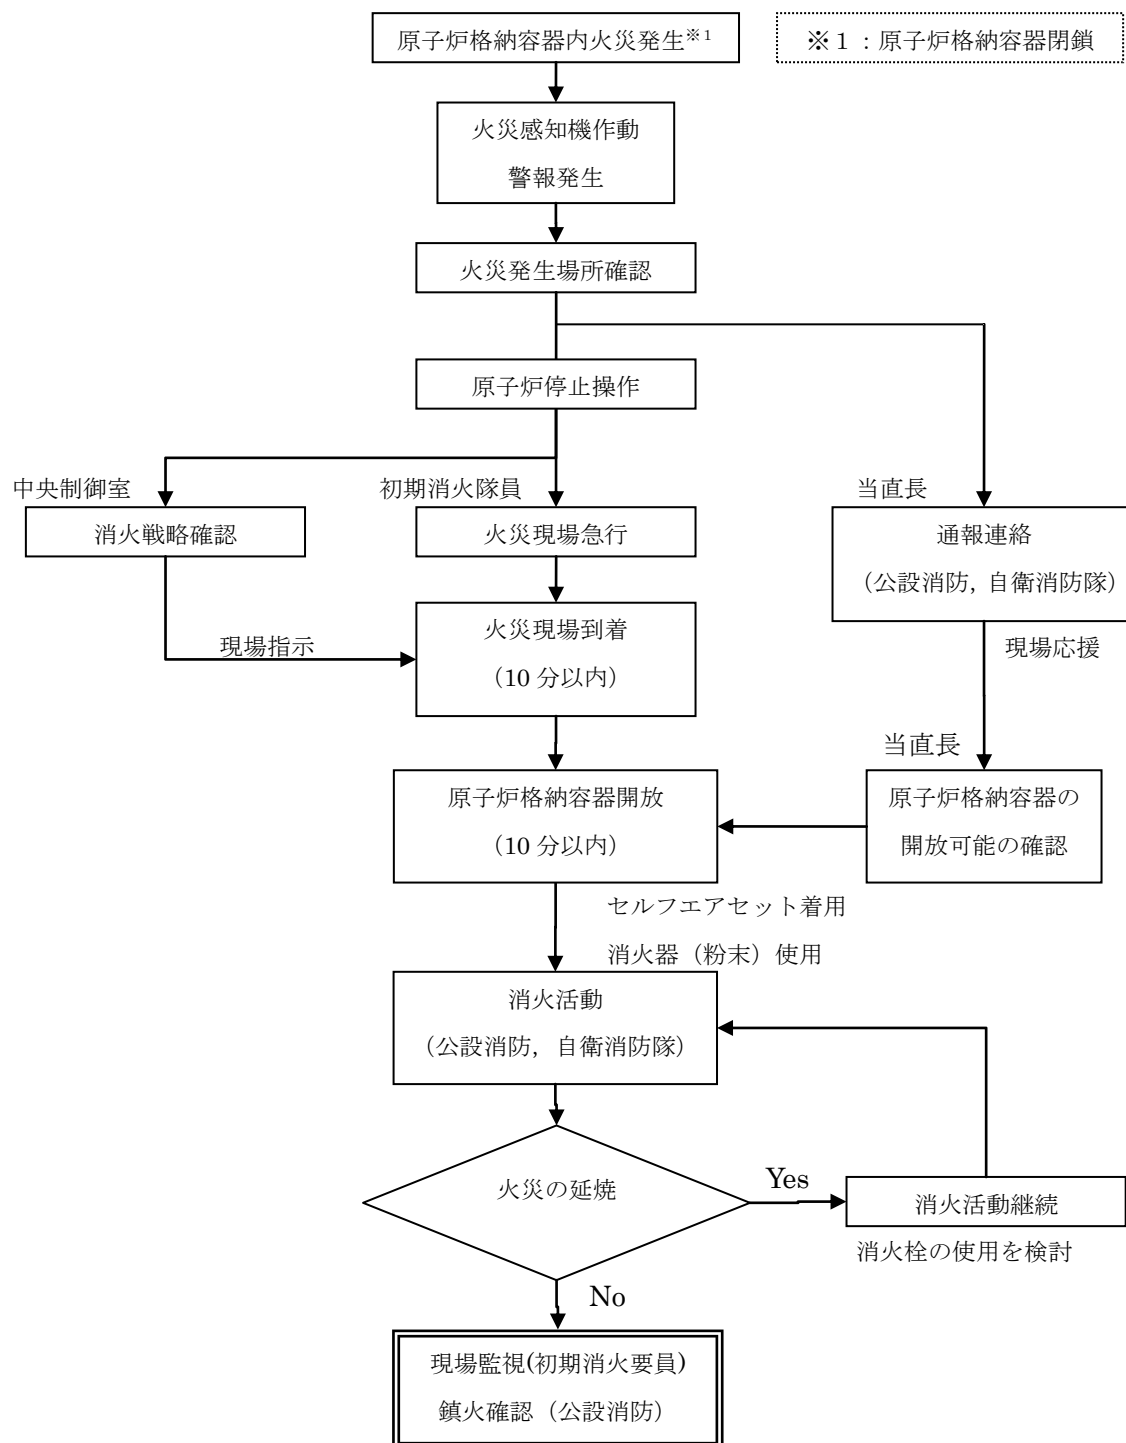 原子炉格納容器内火災発生※1
※1:原子炉格納容器閉鎖
火災感知機作動
警報発生
火災発生場所確認
原子炉停止操作
中央制御室
初期消火隊員
当直長
消火戦略確認
火災現場急行
通報連絡
(公設消防, 自衛消防隊)
火災現場到着
(10 分以内)
現場指示
現場応援
当直長
原子炉格納容器開放
(10 分以内)
原子炉格納容器の
開放可能の確認
セルフエアセット着用
消火器(粉末)使用
消火活動
(公設消防, 自衛消防隊)
火災の延焼
Yes
消火活動継続
消火栓の使用を検討
No
現場監視(初期消火要員)
鎮火確認(公設消防)